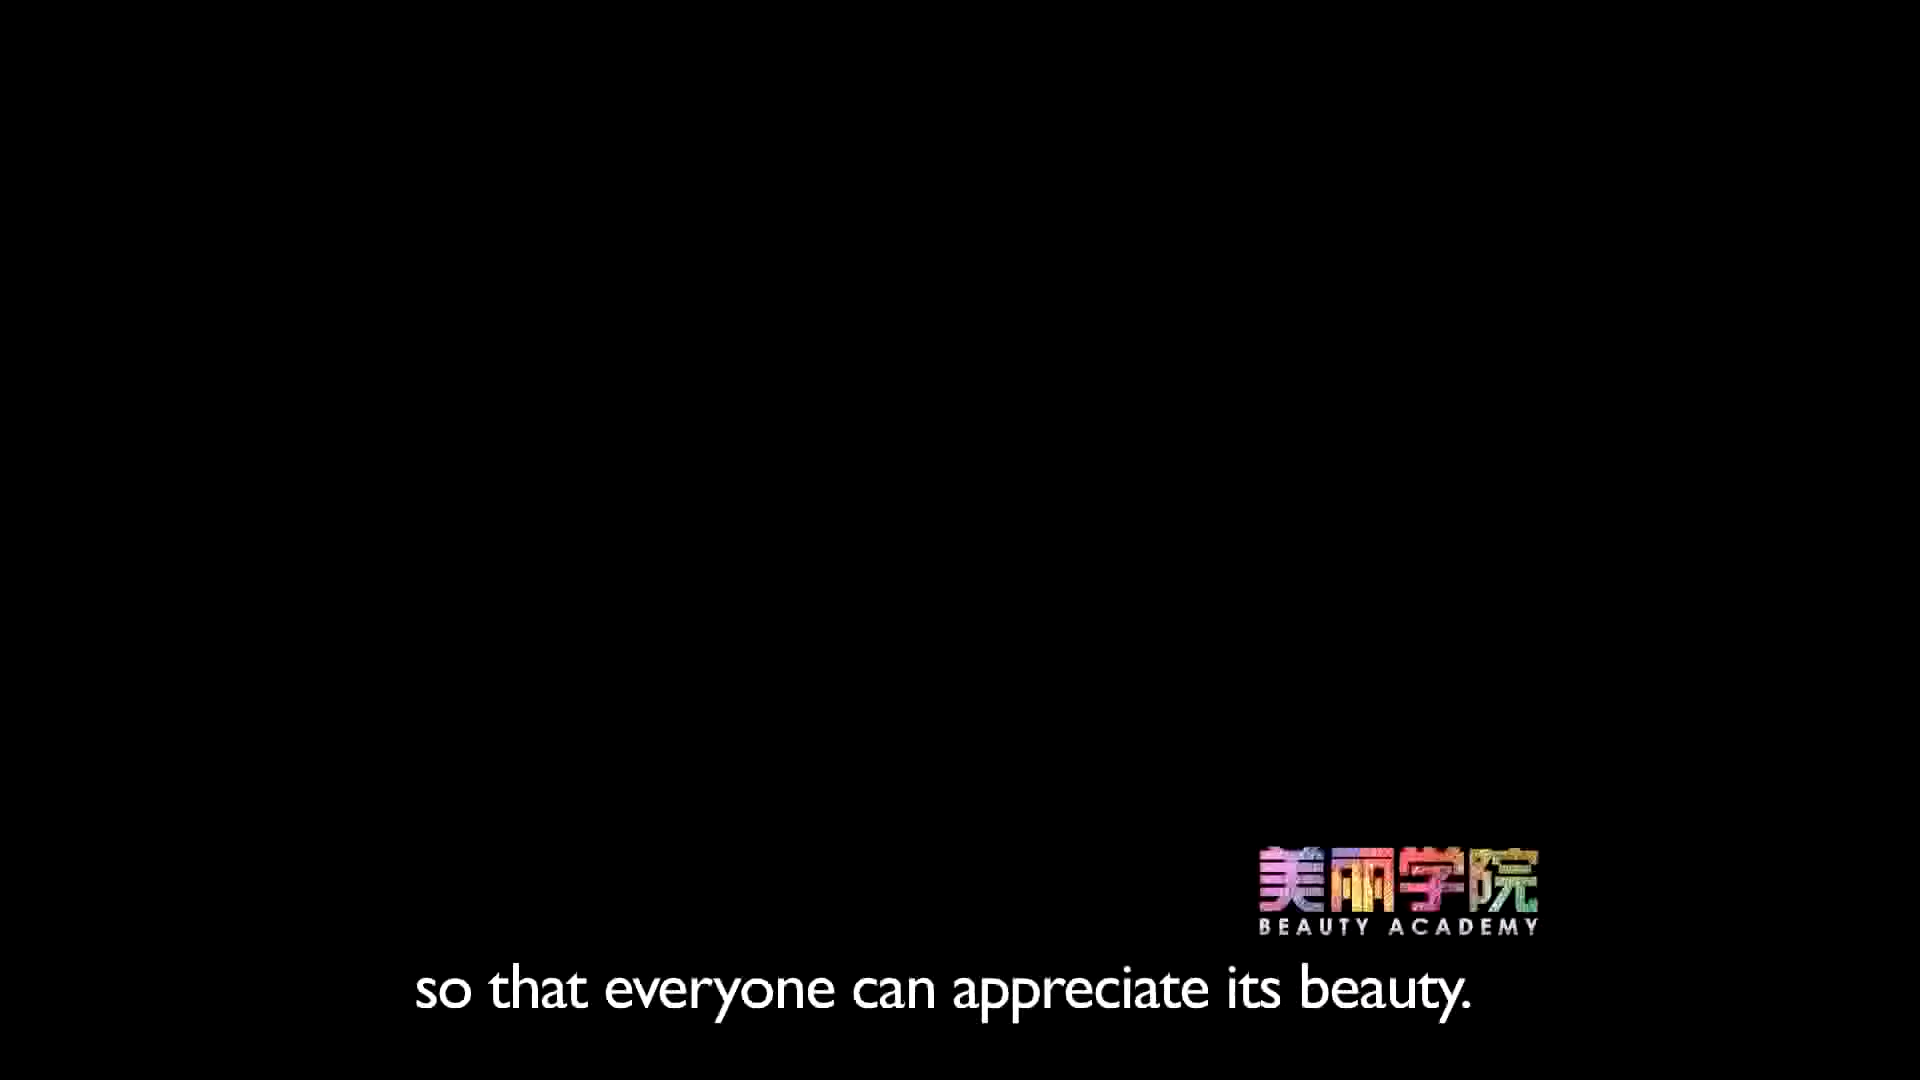 美丽学院
BEAUTY ACADEMY
so that everyone can appreciate its beauty.